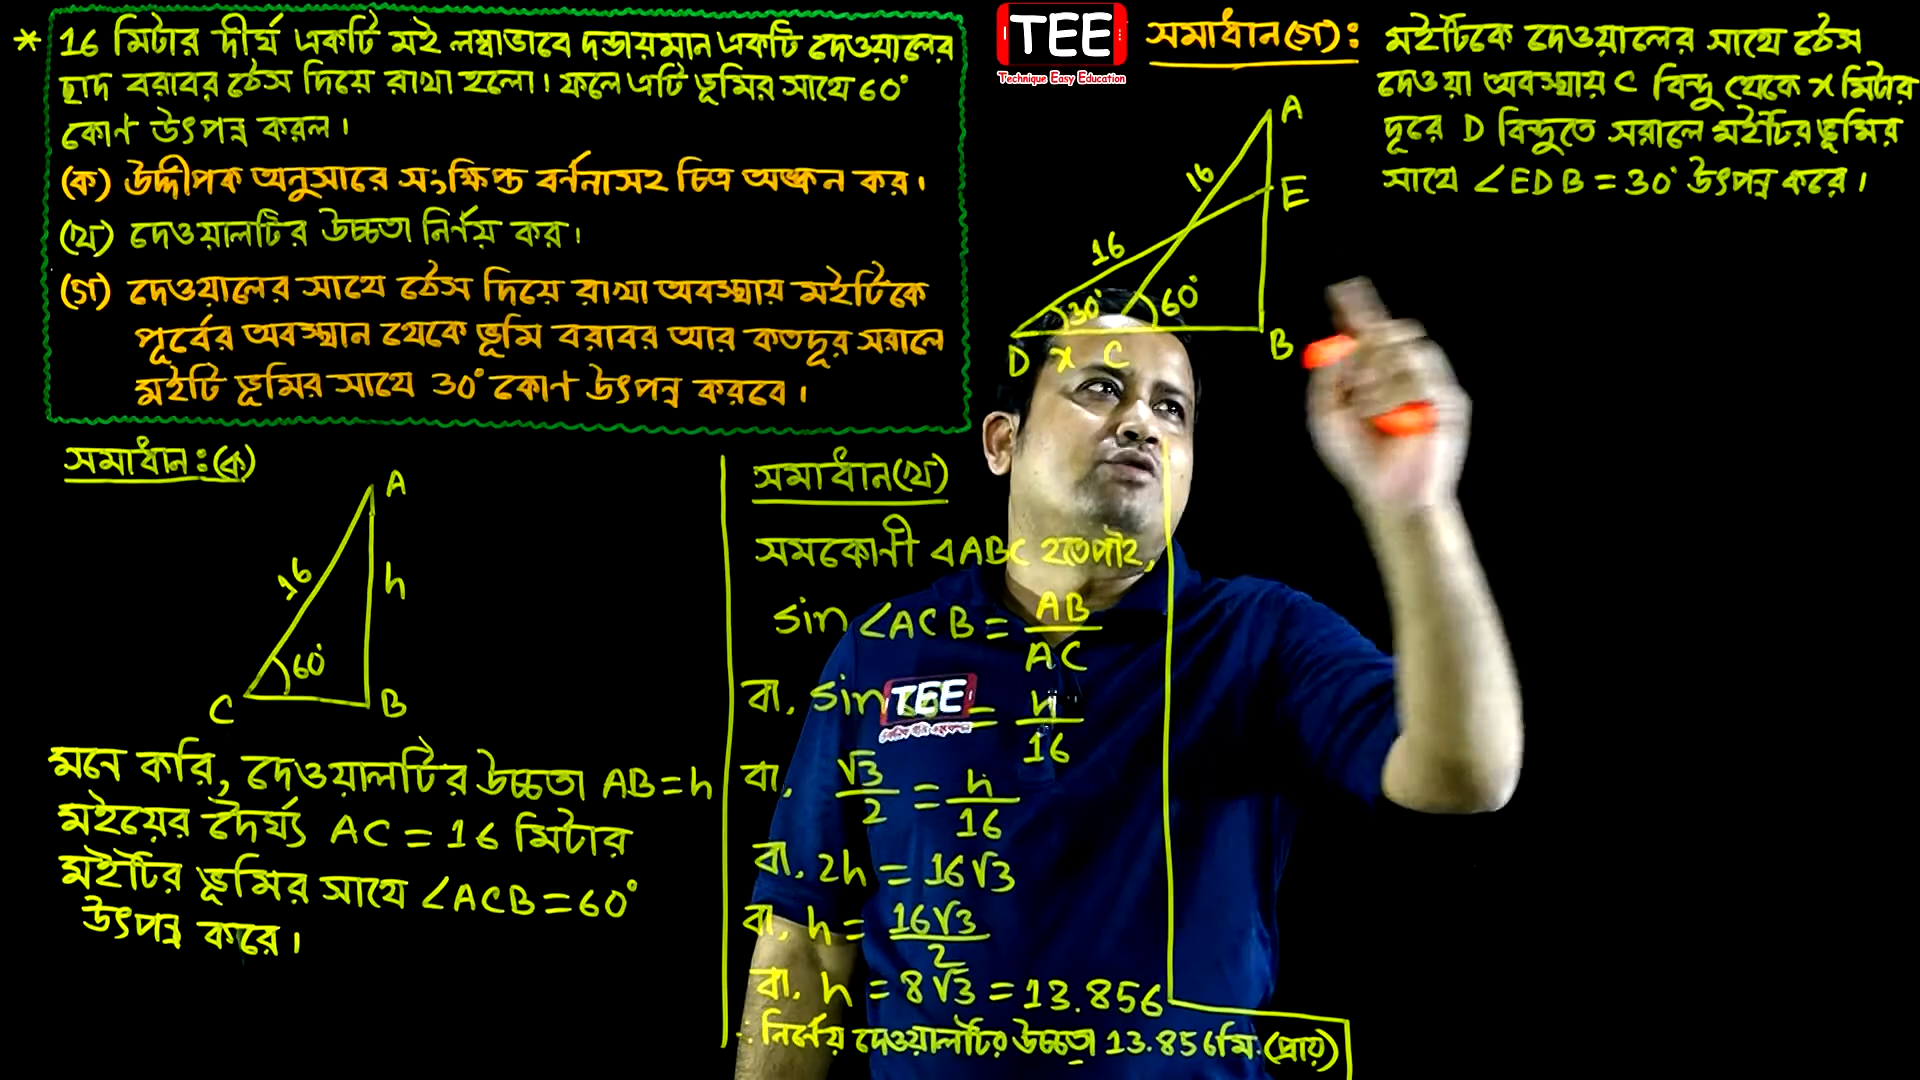 * 16 মিটার দীর্ঘ একটি মই লম্বাভাবে দন্ডায়মান একটি দেওয়ালের
ছাদ বরাবর ঠেস দিয়ে রাখা হলো। ফলে এটি ভূমির সাথে 60°
কোণ উৎপন্ন করল।
(ক) উদ্দীপক অনুসারে সংক্ষিপ্ত বর্ণনাসহ চিত্র অঙ্কন কর।
(খ) দেওয়ালটির উচ্চতা নির্ণয় কর।
(গ) দেওয়ালের সাথে ঠেস দিয়ে রাখা অবস্থায় মইটিকে
পূর্বের অবস্থান থেকে ভূমি বরাবর আর কতদূর সরালে
মইটি ভূমির সাথে 30° কোণ উৎপন্ন করবে।
সমাধান:(ক)
A
16
h
60°
C
B
মনে করি, দেওয়ালটির উচ্চতা AB=h
মইয়ের দৈর্ঘ্য AC = 16 মিটার
মইটির ভূমির সাথে ∠ACB=60°
উৎপন্ন করে।
সমাধান(খ)
সমকোণী ⊿ABC হতে পাই,
sin ∠ACB = AB/AC
বা, sin = h/16
বা, √3/2 = h/16
বা, 2h = 16√3
বা, h = 16√3/2
বা, h = 8√3 = 13.856
∴ নির্ণেয় দেওয়ালটির উচ্চতা 13.856 মি. (প্রায়)
TEE
TEE
Technique Easy Education
সমাধান(গ):
মইটিকে দেওয়ালের সাথে ঠেস
দেওয়া অবস্থায় C বিন্দু থেকে x মিটার
দূরে D বিন্দুতে সরালে মইটির ভূমির
সাথে ∠EDB = 30° উৎপন্ন করে।
A
16
E
16
30°
60°
D x C
B